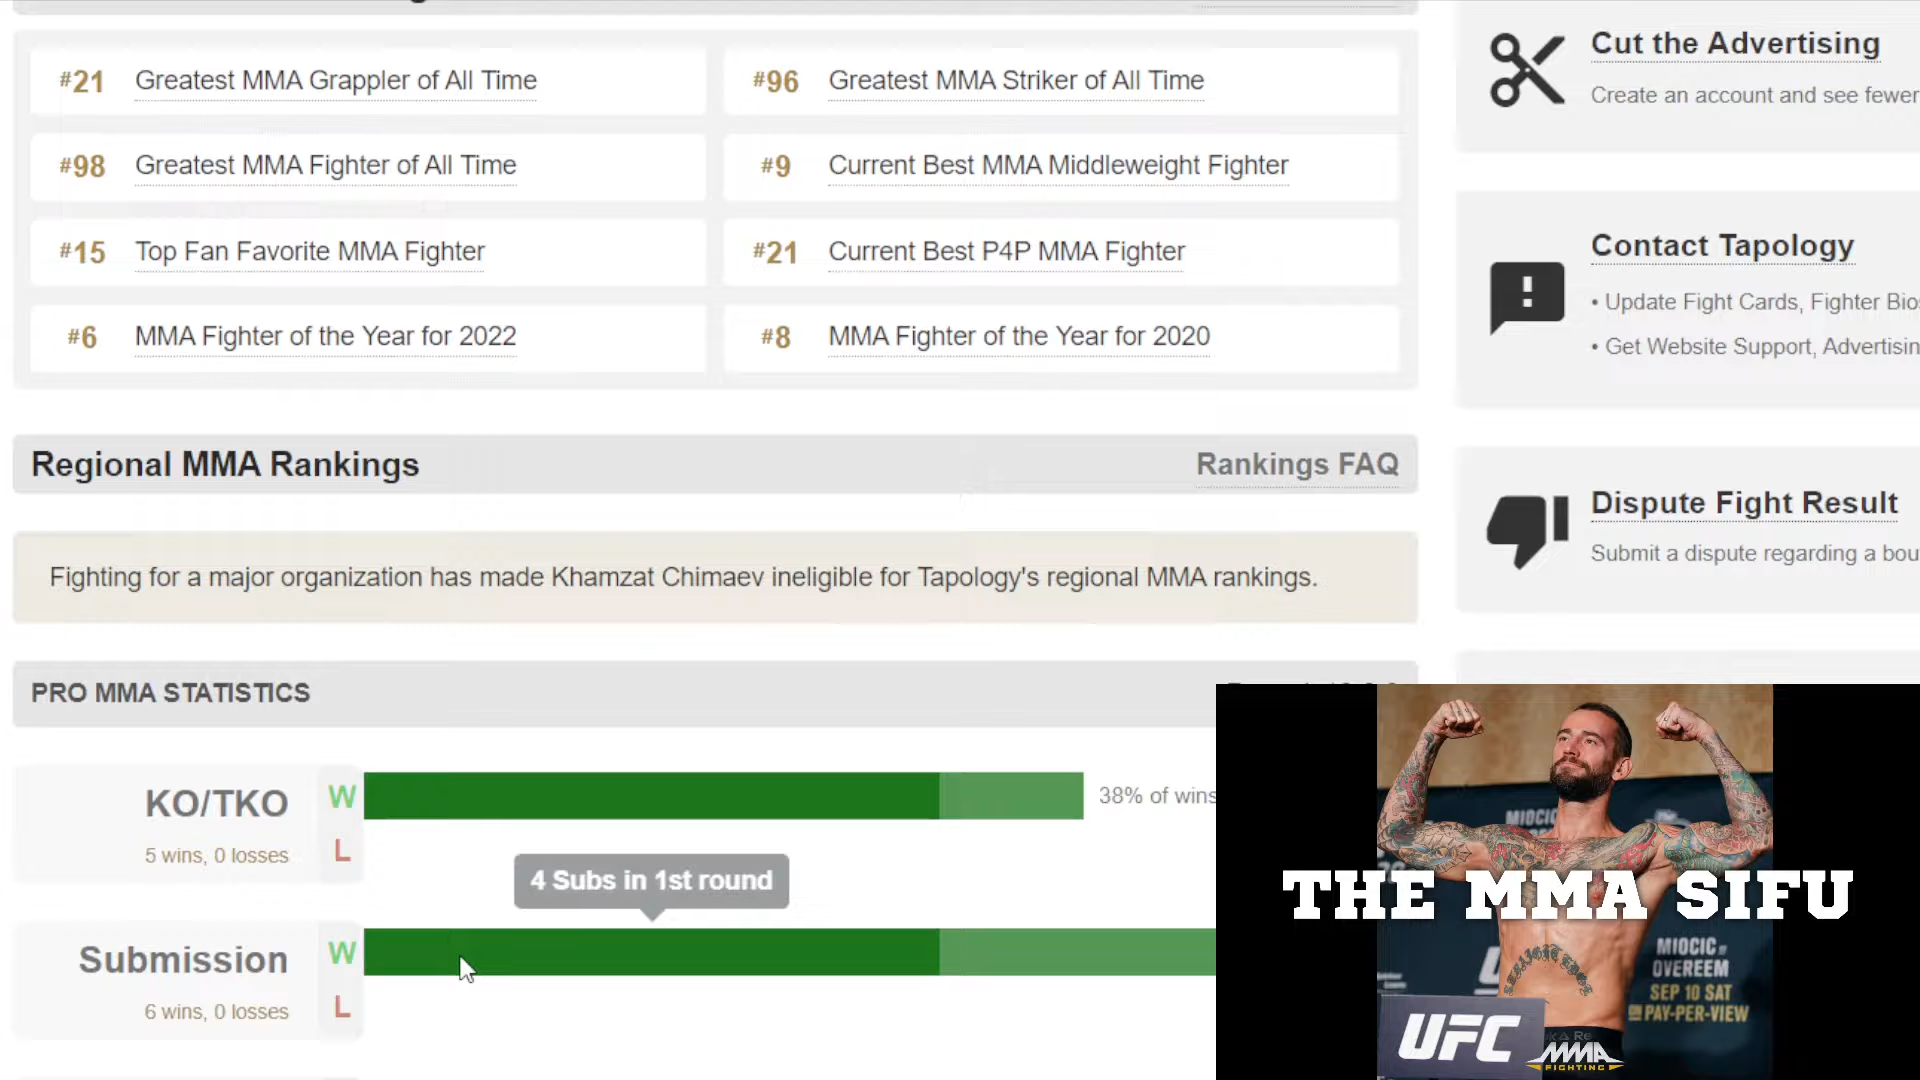 #21 Greatest MMA Grappler of All Time
#96 Greatest MMA Striker of All Time
#98 Greatest MMA Fighter of All Time
#9 Current Best MMA Middleweight Fighter
#15 Top Fan Favorite MMA Fighter
#21 Current Best P4P MMA Fighter
#6 MMA Fighter of the Year for 2022
#8 MMA Fighter of the Year for 2020
Regional MMA Rankings
Rankings FAQ
Fighting for a major organization has made Khamzat Chimaev ineligible for Tapology's regional MMA rankings.
PRO MMA STATISTICS
KO/TKO
5 wins, 0 losses
W
L
38% of wins
4 Subs in 1st round
Submission
6 wins, 0 losses
W
L
Cut the Advertising
Create an account and see fewer
Contact Tapology
• Update Fight Cards, Fighter Bios
• Get Website Support, Advertisin
Dispute Fight Result
Submit a dispute regarding a bou
THE MMA SIFU
MIOCIC
OVEREEM
SEP 10 SAT
ON PAY-PER-VIEW
UFC
MMA
FIGHTING